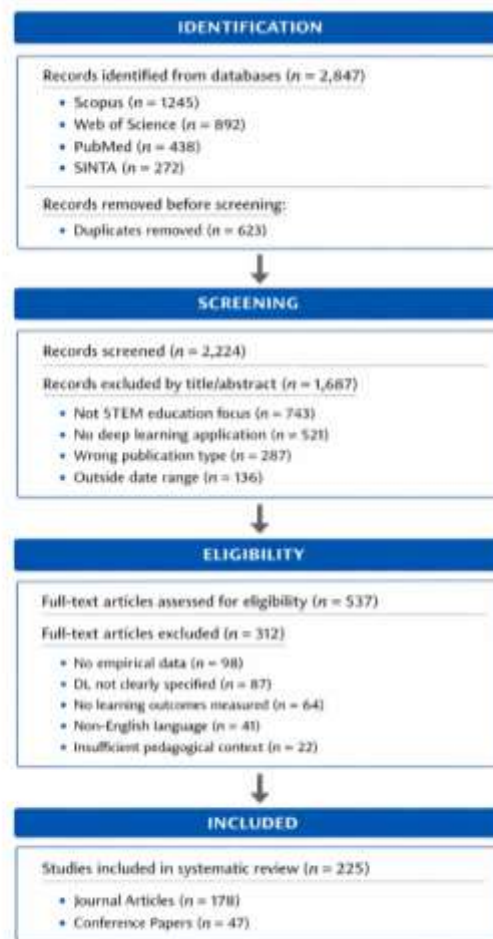 IDENTIFICATION
Records identified from databases (n = 2,847)
• Scopus (n = 1245)
• Web of Science (n = 892)
• PubMed (n = 438)
• SINTA (n = 272)
Records removed before screening:
• Duplicates removed (n = 623)
SCREENING
Records screened (n = 2,224)
Records excluded by title/abstract (n = 1,687)
• Not STEM education focus (n = 743)
• No deep learning application (n = 521)
• Wrong publication type (n = 287)
• Outside date range (n = 136)
ELIGIBILITY
Full-text articles assessed for eligibility (n = 537)
Full-text articles excluded (n = 312)
• No empirical data (n = 98)
• DL not clearly specified (n = 87)
• No learning outcomes measured (n = 64)
• Non-English language (n = 41)
• Insufficient pedagogical context (n = 22)
INCLUDED
Studies included in systematic review (n = 225)
• Journal Articles (n = 178)
• Conference Papers (n = 47)